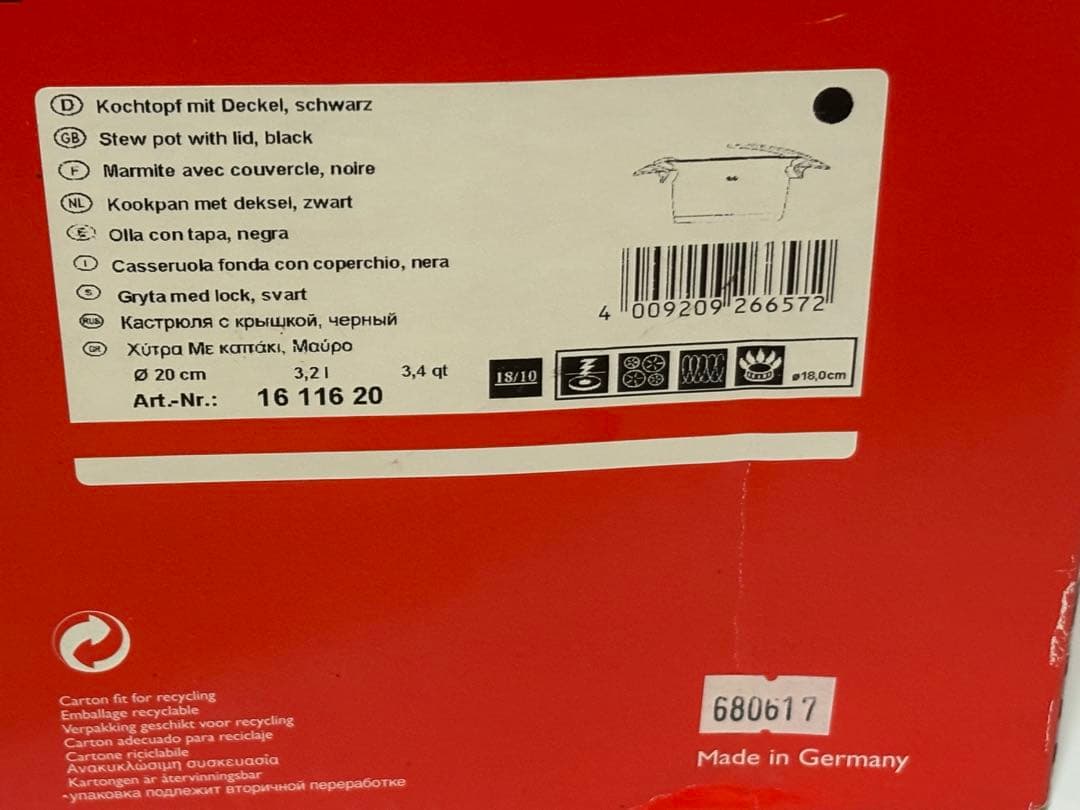 D Kochtopf mit Deckel, schwarz
GB Stew pot with lid, black
F Marmite avec couvercle, noire
NL Kookpan met deksel, zwart
E Olla con tapa, negra
I Casseruola fonda con coperchio, nera
S Gryta med lock, svart
RUS Кастрюля с крышкой, черный
GR Χύτρα Με καπάκι, Μαύρο
Ø 20 cm 3,2 l 3,4 qt
Art.-Nr.: 16 116 20
4 009209 266572
18/10
ø18,0cm
Carton fit for recycling
Emballage recyclable
Verpakking geschikt voor recycling
Carton adecuado para reciclaje
Cartone riciclabile
Ανακυκλώσιμη συσκευασία
Kartongen är återvinningsbar
-упаковка подлежит вторичной переработке
680617
Made in Germany